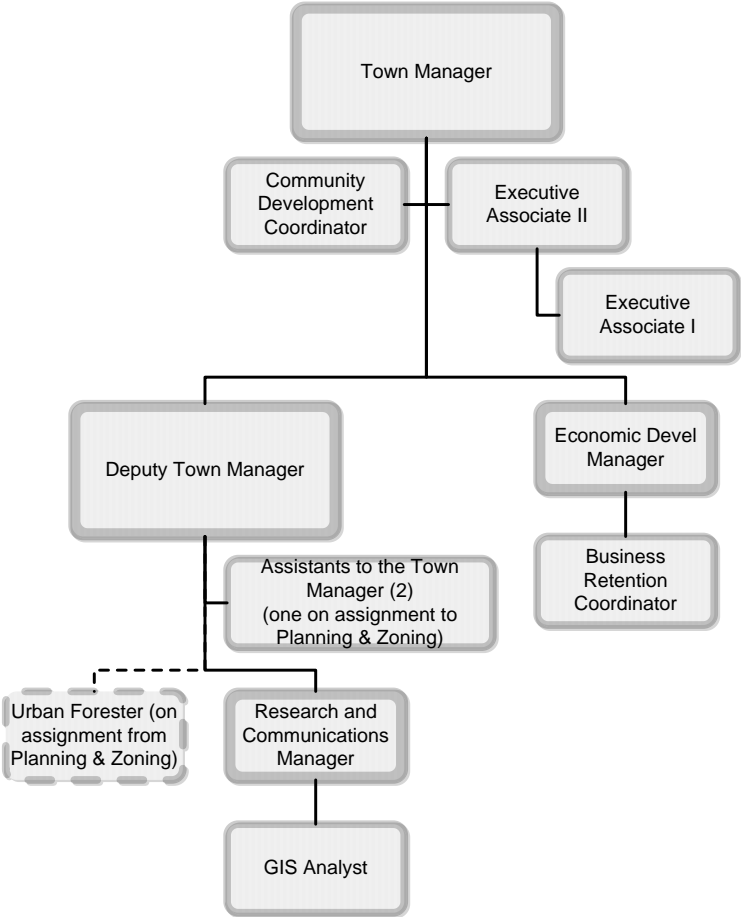 Town Manager
Community
Development
Coordinator
Executive
Associate II
Executive
Associate I
Deputy Town Manager
Economic Devel
Manager
Assistants to the Town
Manager (2)
(one on assignment to
Planning & Zoning)
Business
Retention
Coordinator
Urban Forester (on
assignment from
Planning & Zoning)
Research and
Communications
Manager
GIS Analyst